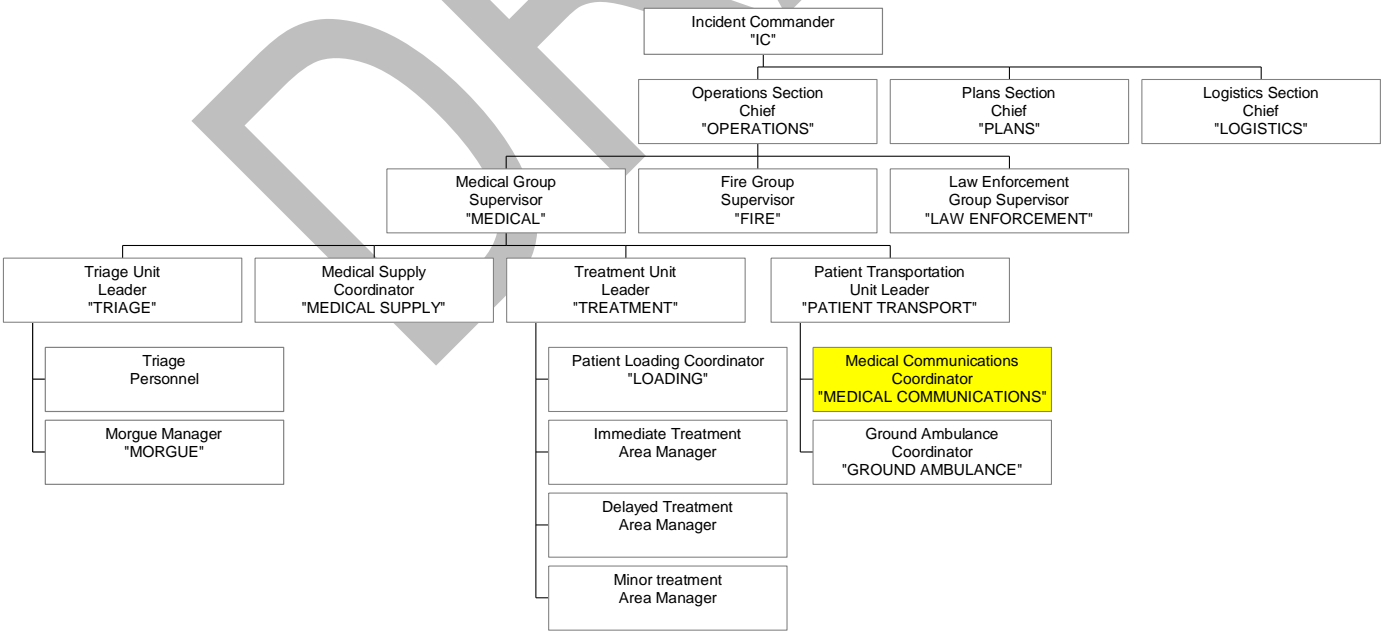 Incident Commander
"IC"
Operations Section
Chief
"OPERATIONS"
Plans Section
Chief
"PLANS"
Logistics Section
Chief
"LOGISTICS"
Medical Group
Supervisor
"MEDICAL"
Fire Group
Supervisor
"FIRE"
Law Enforcement
Group Supervisor
"LAW ENFORCEMENT"
Triage Unit
Leader
"TRIAGE"
Medical Supply
Coordinator
"MEDICAL SUPPLY"
Treatment Unit
Leader
"TREATMENT"
Patient Transportation
Unit Leader
"PATIENT TRANSPORT"
Triage
Personnel
Morgue Manager
"MORGUE"
Patient Loading Coordinator
"LOADING"
Immediate Treatment
Area Manager
Delayed Treatment
Area Manager
Minor treatment
Area Manager
Medical Communications
Coordinator
"MEDICAL COMMUNICATIONS"
Ground Ambulance
Coordinator
"GROUND AMBULANCE"